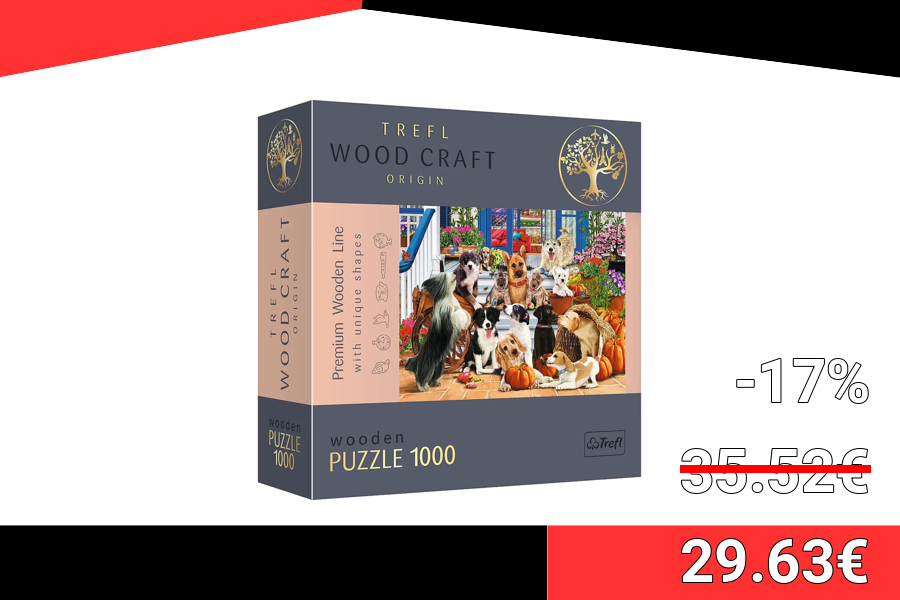 TREFL
WOOD CRAFT
ORIGIN
TREFL
WOOD CRAFT
ORIGIN
Premium Wooden Line
with unique shapes
wooden
PUZZLE
1000
wooden
PUZZLE 1000
Trefl
-17%
35.52€
29.63€